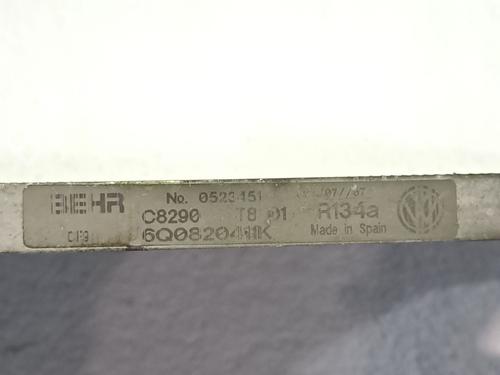 BEHR No. 0523451
C8290 T8 01 R134a
6Q0820411K Made in Spain